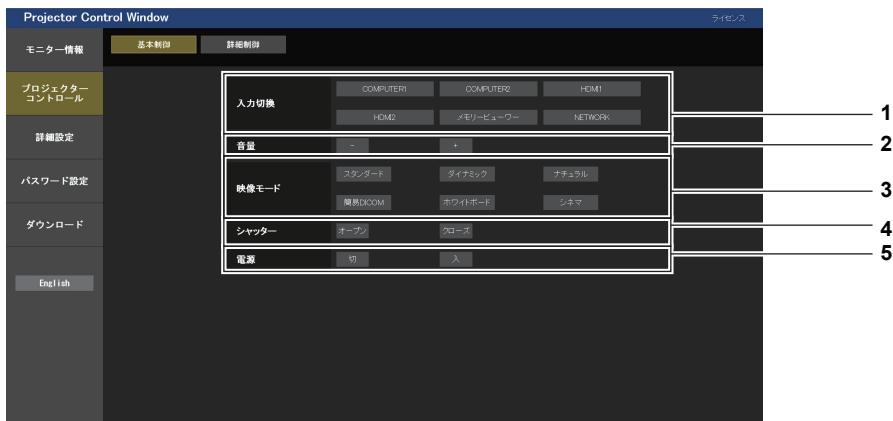 Projector Control Window
ライセンス
モニター情報
基本制御
詳細制御
プロジェクター
コントロール
詳細設定
パスワード設定
ダウンロード
English
入力切換
COMPUTER1
COMPUTER2
HDMI1
HDMI2
メモリービューワー
NETWORK
1
音量
-
+
2
映像モード
スタンダード
ダイナミック
ナチュラル
簡易DICOM
ホワイトボード
シネマ
3
シャッター
オープン
クローズ
4
電源
切
入
5